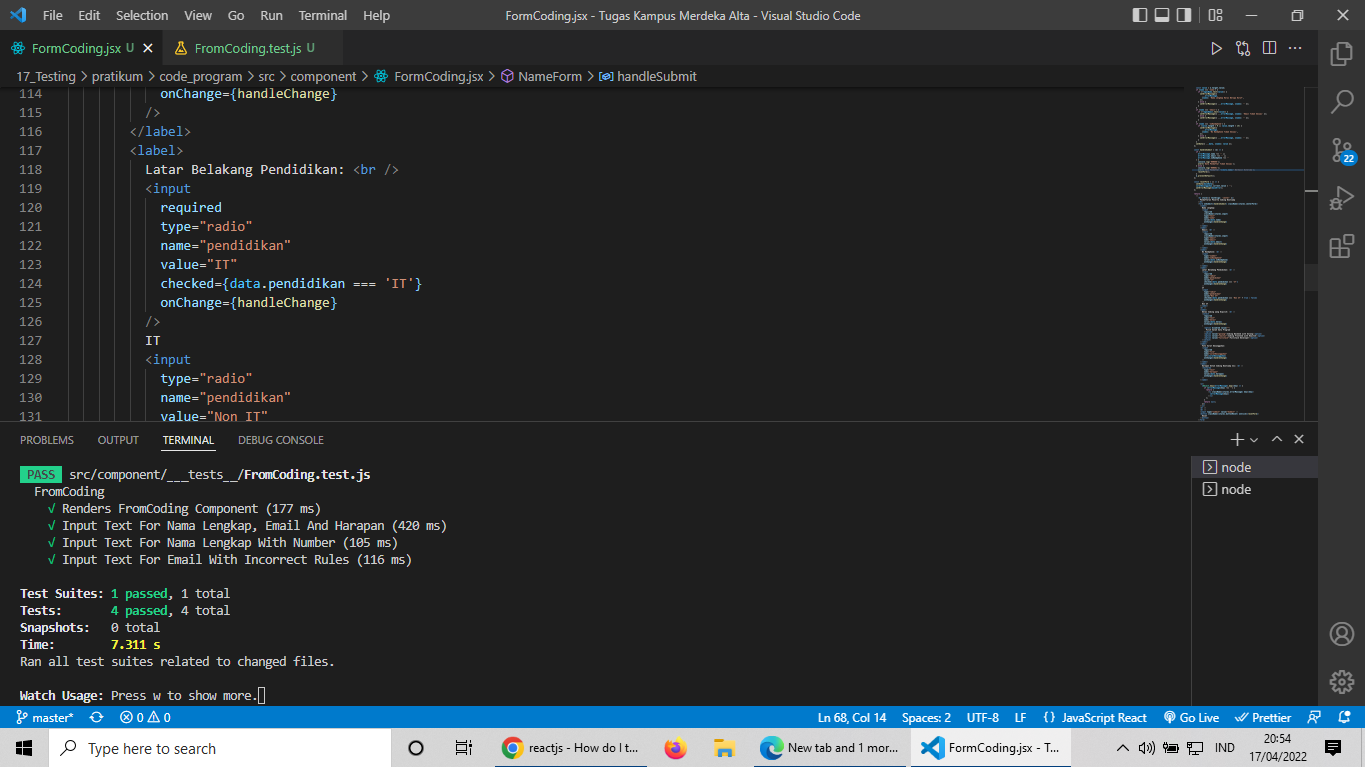 File Edit Selection View Go Run Terminal Help FormCoding.jsx - Tugas Kampus Merdeka Alta - Visual Studio Code
FormCoding.jsx U FromCoding.test.js U
17_Testing > pratikum > code_program > src > component > FormCoding.jsx > NameForm > handleSubmit
114 onChange={handleChange}
115 />
116 </label>
117 <label>
118 Latar Belakang Pendidikan: <br />
119 <input
120 required
121 type="radio"
122 name="pendidikan"
123 value="IT"
124 checked={data.pendidikan === 'IT'}
125 onChange={handleChange}
126 />
127 IT
128 <input
129 type="radio"
130 name="pendidikan"
131 value="Non IT"
22
PROBLEMS OUTPUT TERMINAL DEBUG CONSOLE
node
node
PASS src/component/___tests__/FromCoding.test.js
FromCoding
√ Renders FromCoding Component (177 ms)
√ Input Text For Nama Lengkap, Email And Harapan (420 ms)
√ Input Text For Nama Lengkap With Number (105 ms)
√ Input Text For Email With Incorrect Rules (116 ms)
Test Suites: 1 passed, 1 total
Tests: 4 passed, 4 total
Snapshots: 0 total
Time: 7.311 s
Ran all test suites related to changed files.
Watch Usage: Press w to show more.
master* 0 0 Ln 68, Col 14 Spaces: 2 UTF-8 LF {} JavaScript React Go Live Prettier
Type here to search reactjs - How do I t... New tab and 1 mor... FormCoding.jsx - T... IND 20:54
17/04/2022